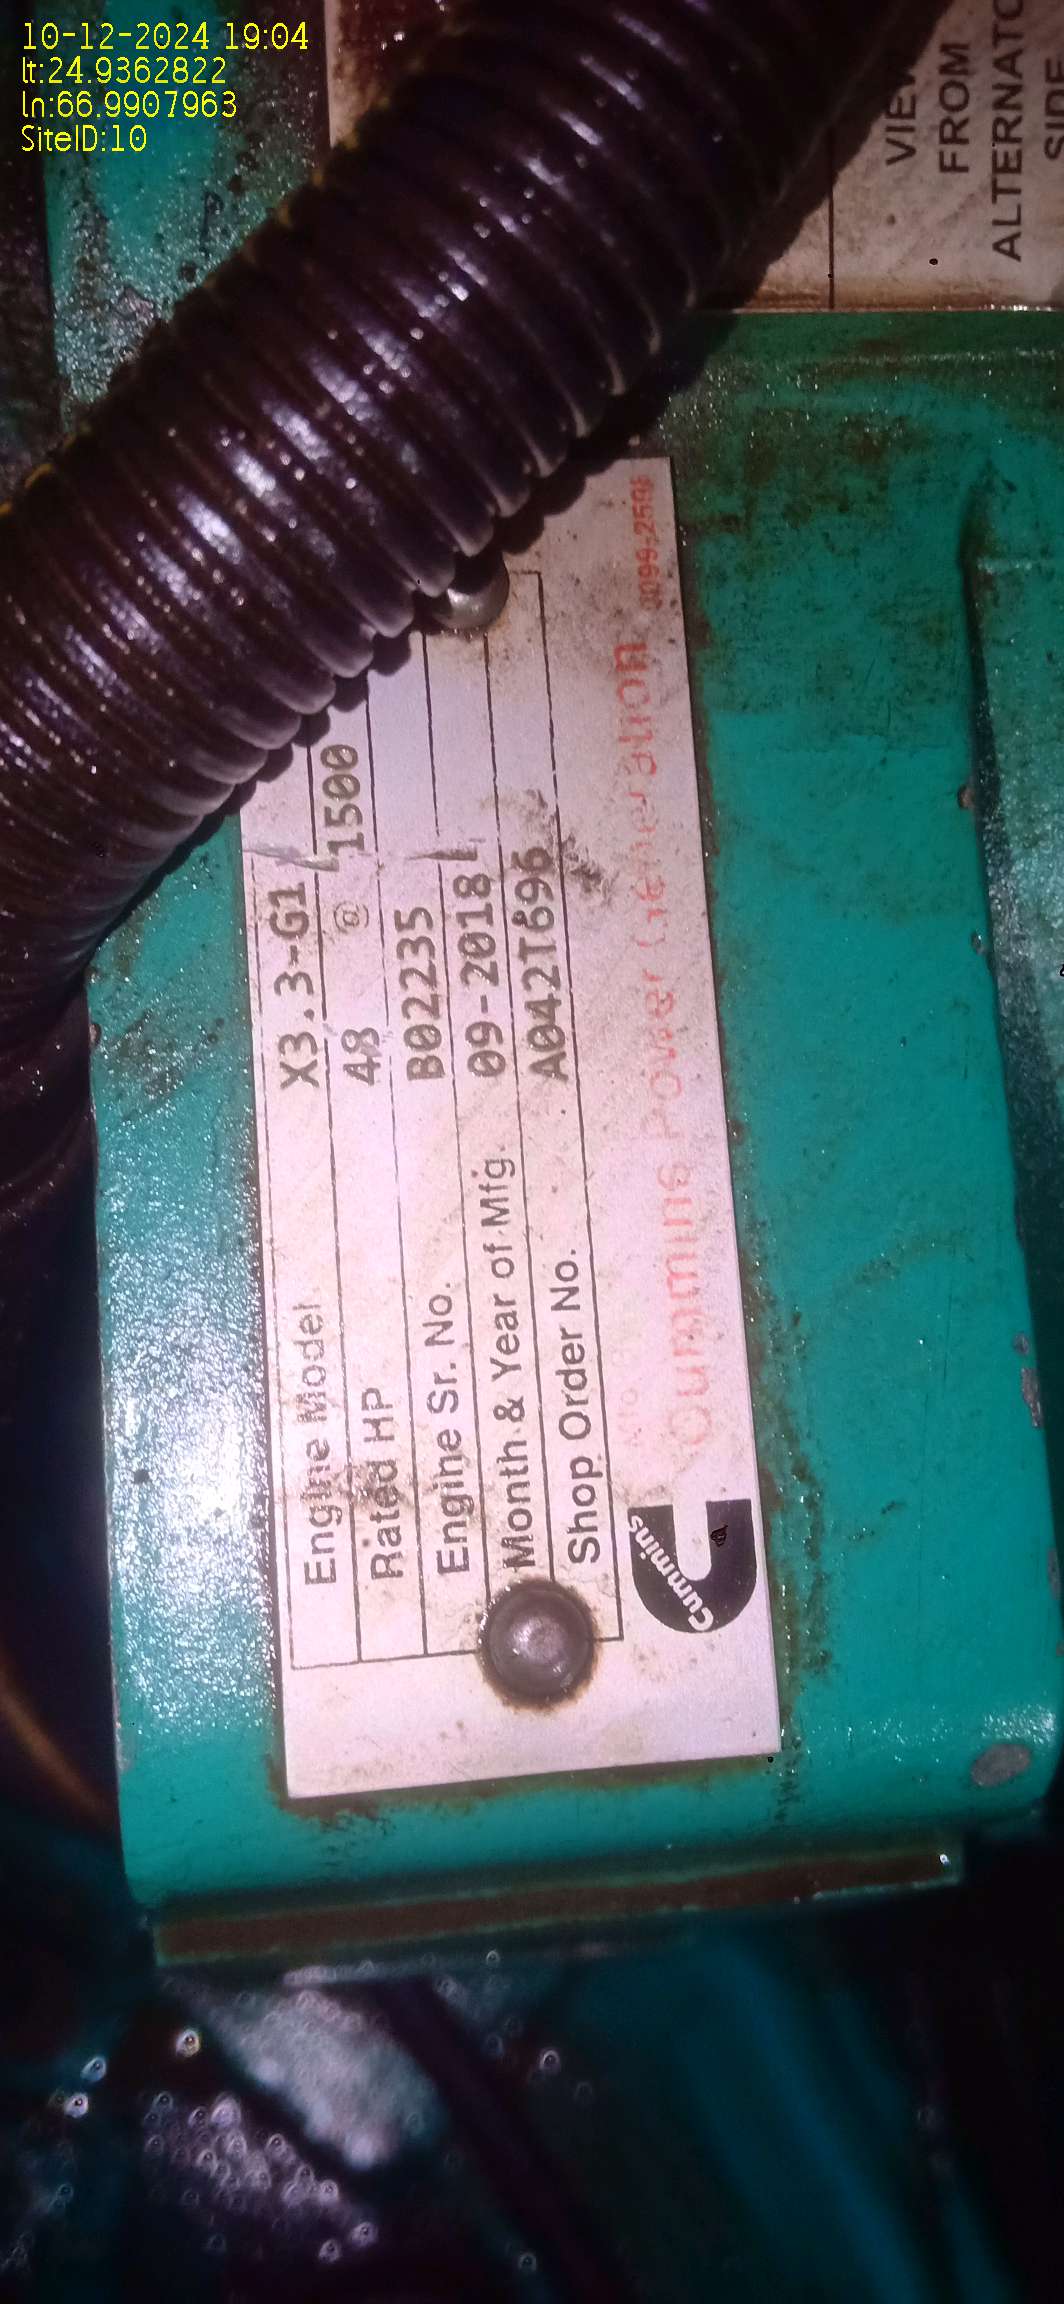 10-12-2024 19:04
lt:24.9362822
ln:66.9907963
SiteID:10
VIEW
FROM
ALTERNATO
SIDE
Engine Model X3.3-G1
Rated HP 48 @ 1500
Engine Sr. No. B02235
Month & Year of Mfg. 09-2018
Shop Order No. A042T696
Cummins
Cummins Power Generation